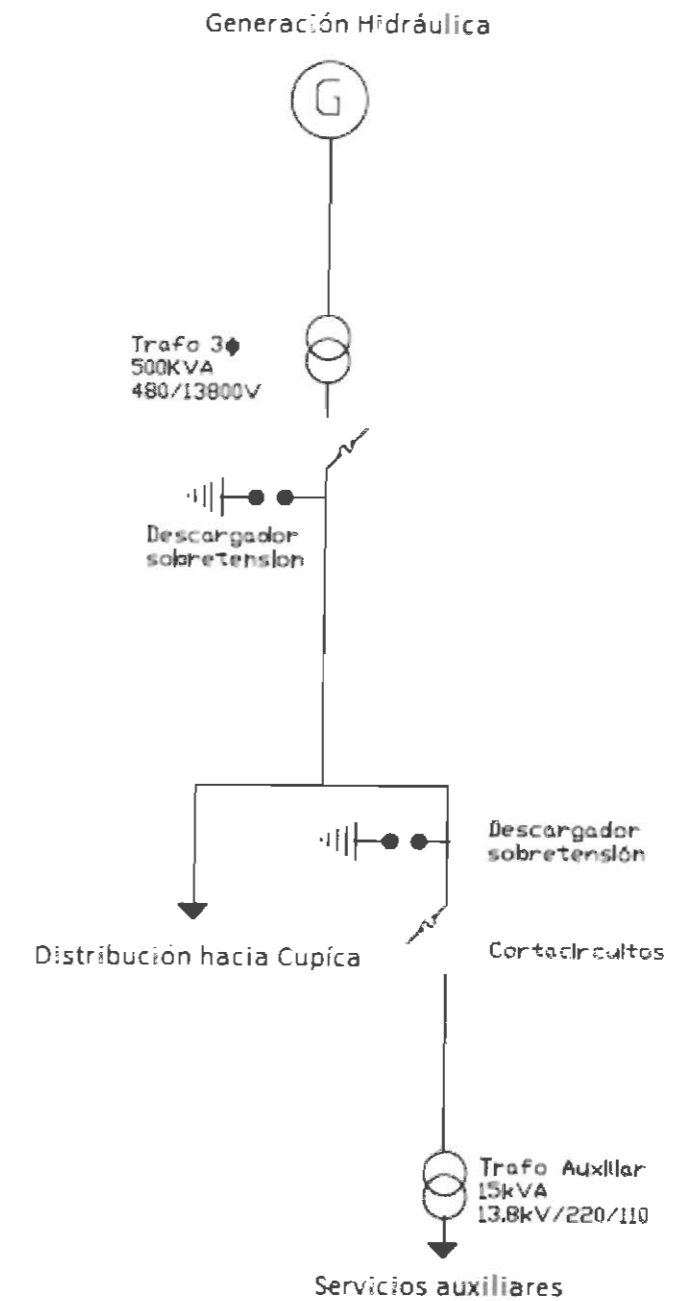 Generación Hidráulica
G
Trafo 3ϕ
500KVA
480/13800V
Descargador
sobretension
Descargador
sobretensión
Distribución hacia Cupíca
Cortacircuitos
Trafo Auxiliar
15kVA
13.8kV/220/110
Servicios auxiliares